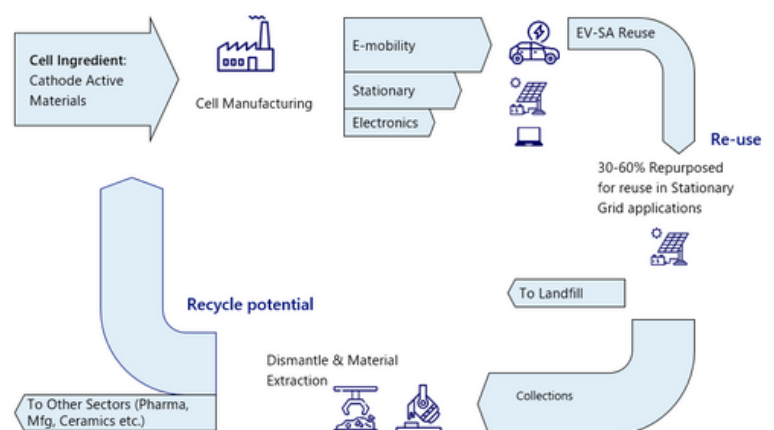 Cell Ingredient:
Cathode Active
Materials
Cell Manufacturing
E-mobility
Stationary
Electronics
EV-SA Reuse
Re-use
30-60% Repurposed
for reuse in Stationary
Grid applications
To Landfill
Collections
Dismantle & Material
Extraction
Recycle potential
To Other Sectors (Pharma,
Mfg, Ceramics etc.)